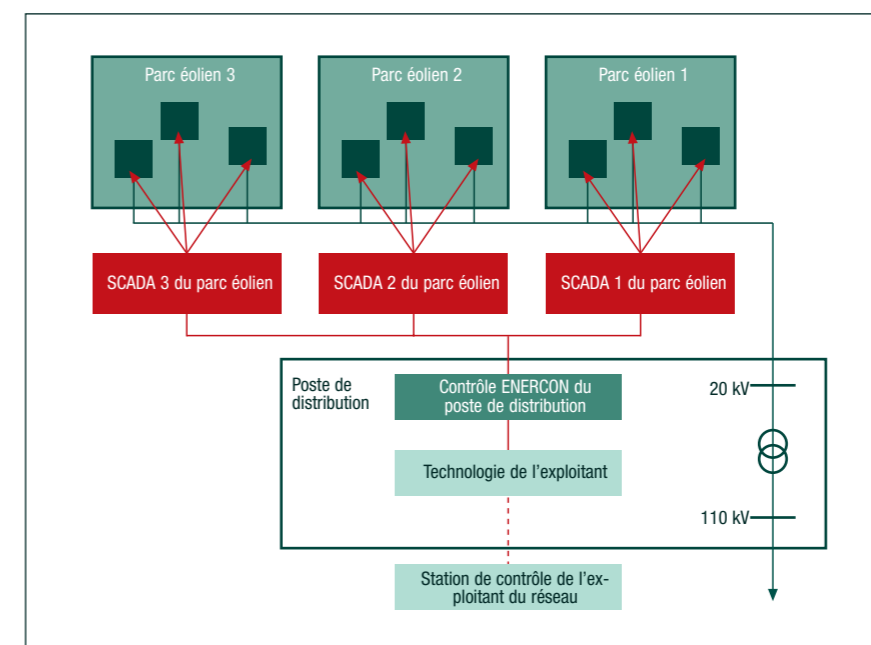 Parc éolien 3
Parc éolien 2
Parc éolien 1
SCADA 3 du parc éolien
SCADA 2 du parc éolien
SCADA 1 du parc éolien
Poste de
distribution
Contrôle ENERCON du
poste de distribution
20 kV
Technologie de l’exploitant
110 kV
Station de contrôle de l’ex-
ploitant du réseau